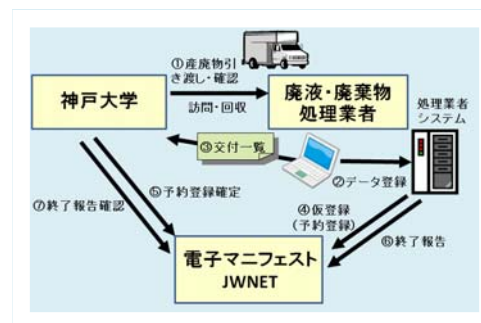 ①産廃物引
き渡し・確認
神戸大学
訪問・回収
廃液・廃棄物
処理業者
処理業者
システム
③交付一覧
②データ登録
⑤予約登録確定
⑦終了報告確認
④仮登録
(予約登録)
⑥終了報告
電子マニフェスト
JWNET